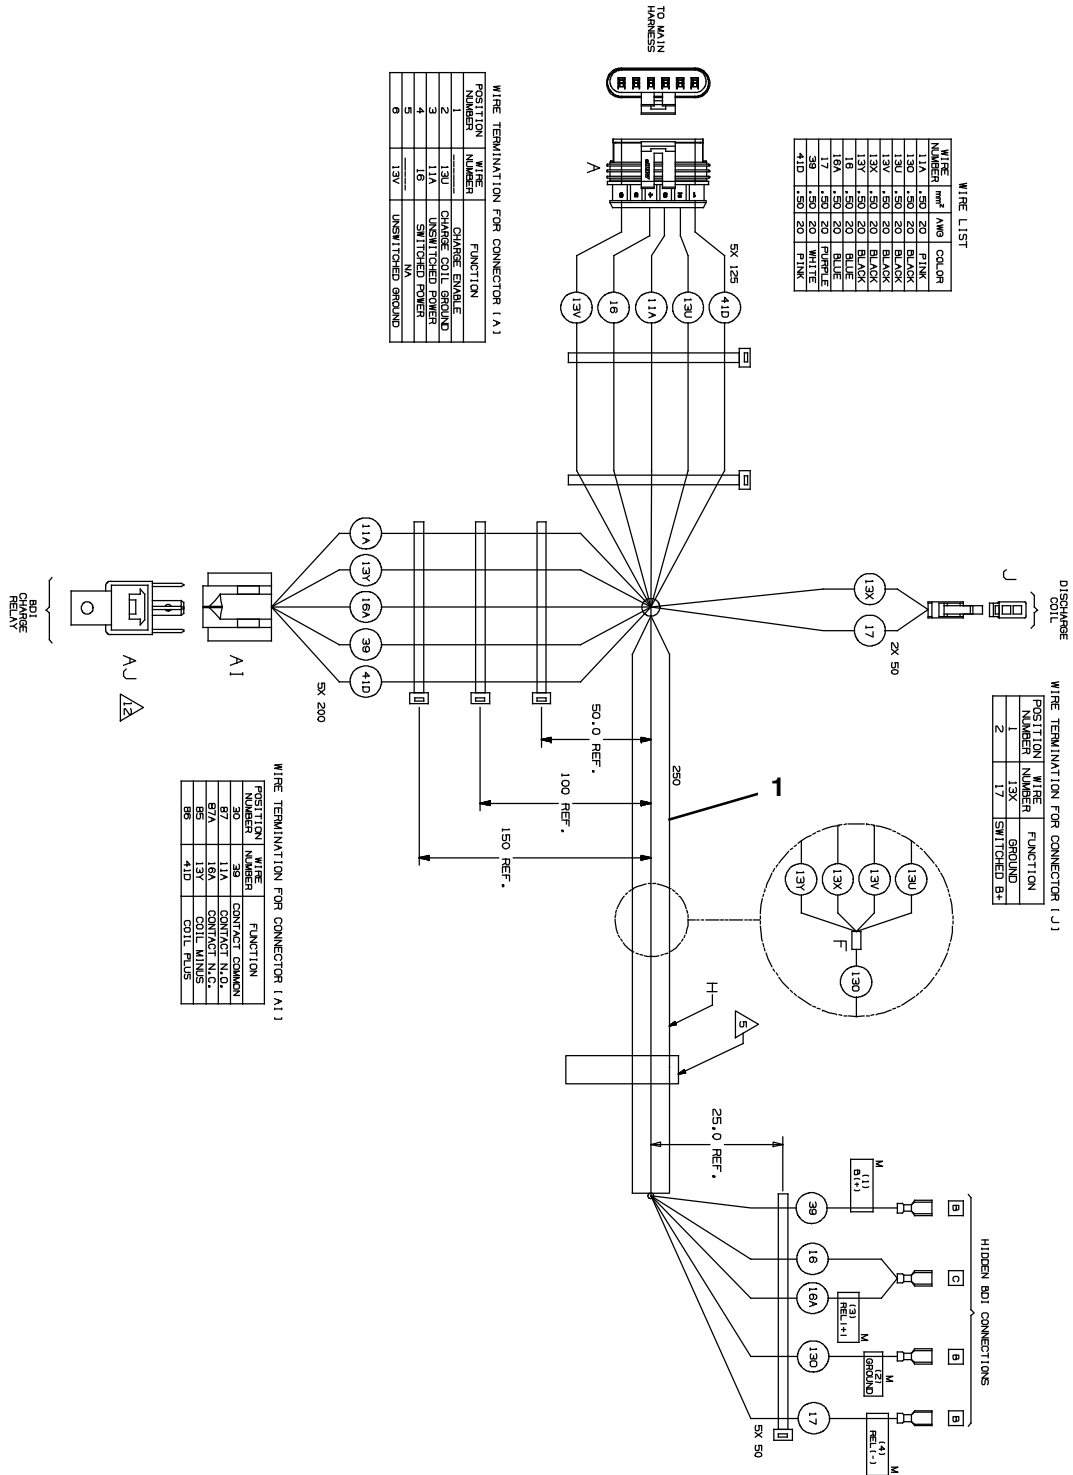 WIRE LIST
WIRE NUMBER mm² AWG COLOR
11A .50 20 PINK
13O .50 20 BLACK
13U .50 20 BLACK
13V .50 20 BLACK
13X .50 20 BLACK
13Y .50 20 BLACK
16 .50 20 BLUE
16A .50 20 BLUE
17 .50 20 PURPLE
39 .50 20 WHITE
41D .50 20 PINK
DISCHARGE
COIL
J
WIRE TERMINATION FOR CONNECTOR (J)
POSITION NUMBER WIRE NUMBER FUNCTION
1 13X GROUND
2 17 SWITCHED B+
HIDDEN BDI CONNECTIONS
B
C
B
B
M
(1)
B(+)
(3)
REL(+)
M
(2)
GROUND
M
(4)
REL(-)
M
39
16
16A
13O
17
5X 50
25.0 REF.
TO MAIN
HARNESS
A
1
2
3
4
5
6
5X 125
41D
13U
11A
16
13V
13X
17
2X 50
13U
13V
13X
13Y
F
13O
1
250
H
5
50.0 REF.
100 REF.
150 REF.
WIRE TERMINATION FOR CONNECTOR (A)
POSITION NUMBER WIRE NUMBER FUNCTION
1 ------ CHARGE ENABLE
2 13U CHARGE COIL GROUND
3 11A UNSWITCHED POWER
4 16 SWITCHED POWER
5 ------ NA
6 13V UNSWITCHED GROUND
11A
13Y
16A
39
41D
5X 200
AI
AJ
12
BDI
CHARGE
RELAY
WIRE TERMINATION FOR CONNECTOR (AI)
POSITION NUMBER WIRE NUMBER FUNCTION
30 39 CONTACT COMMON
87 11A CONTACT N.O.
87A 16A CONTACT N.C.
85 13Y COIL MINUS
86 41D COIL PLUS